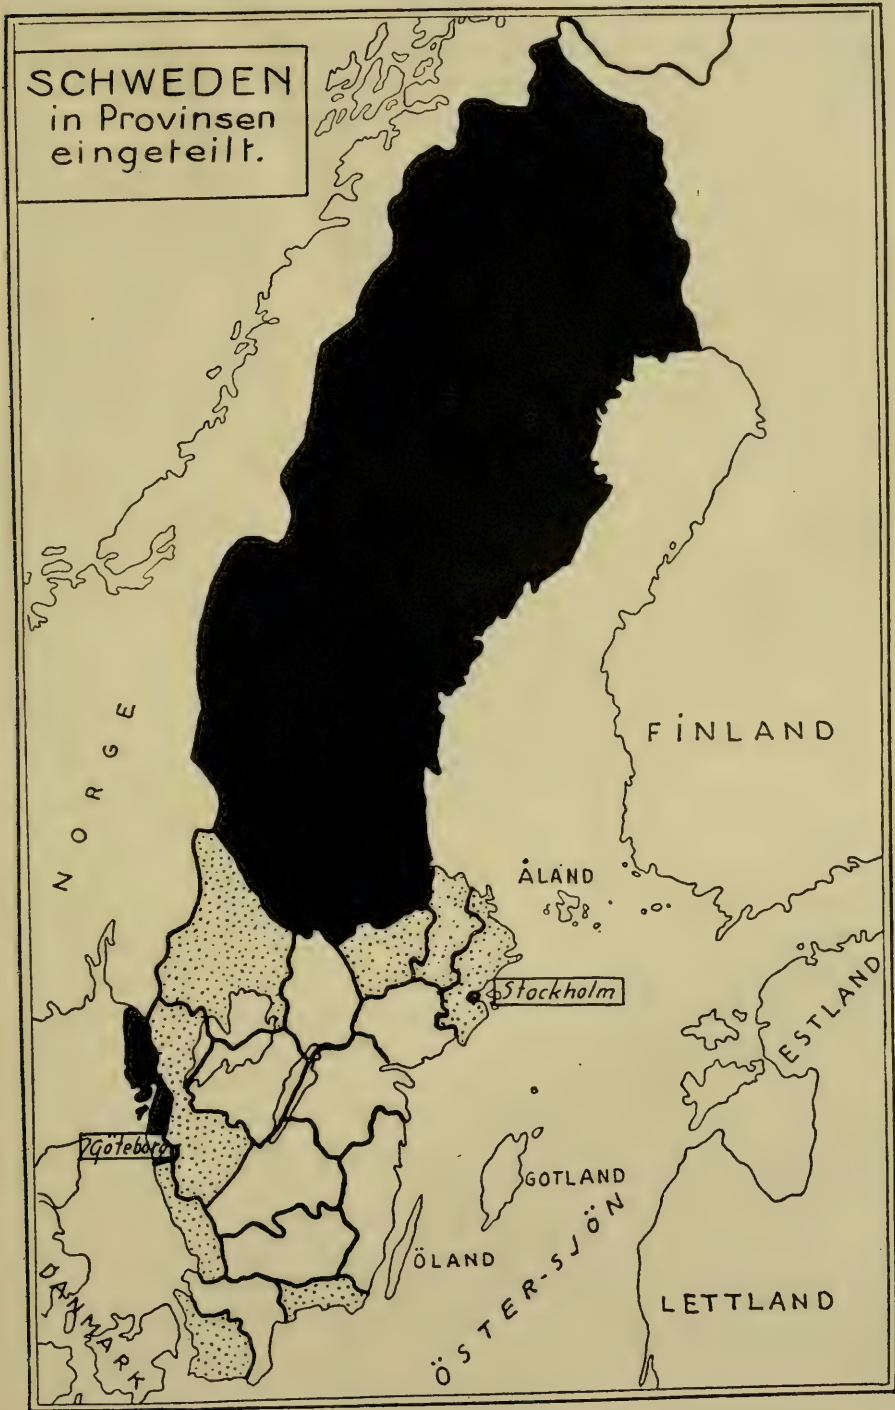 SCHWEDEN
in Provinsen
eingeteilt.
NORGE
FINLAND
ÅLAND
Stockholm
ESTLAND
Göteborg
GOTLAND
ÖLAND
ÖSTER-SJÖN
LETTLAND
DANMARK